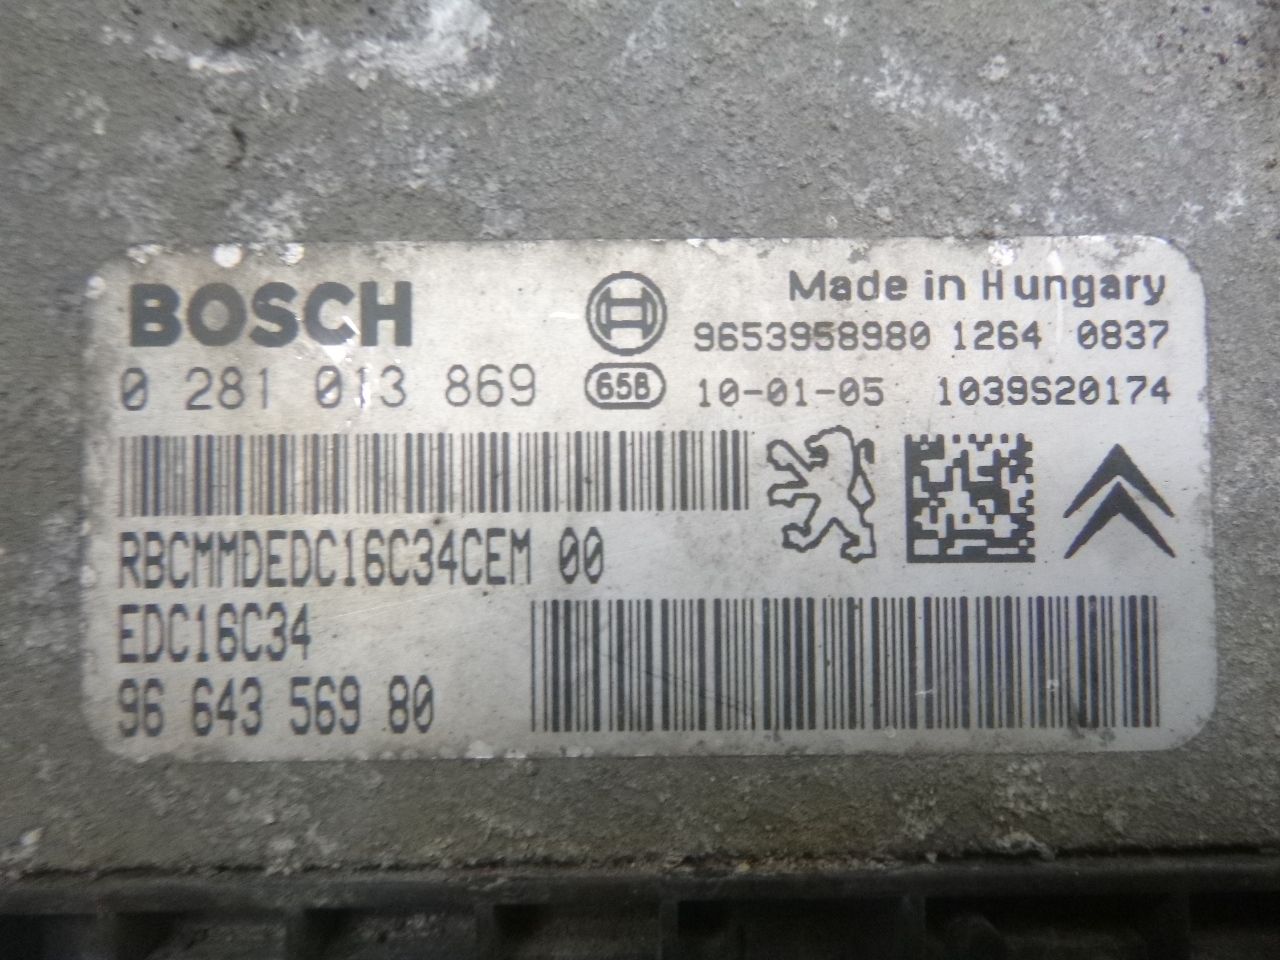 BOSCH
Made in Hungary
9653958980 1264 0837
0 281 013 869
65B
10-01-05 1039S20174
RBCMMDEDC16C34CEM 00
EDC16C34
96 643 569 80